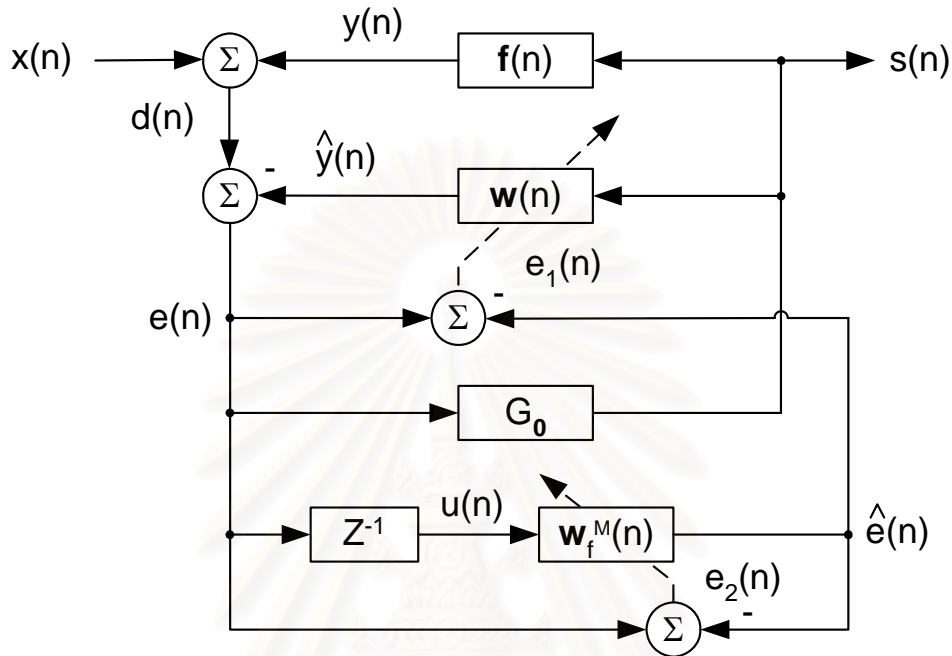 x(n) Σ y(n) f(n) s(n)
d(n)
Σ - ŷ(n) w(n)
e₁(n)
e(n) Σ -
G₀
Z⁻¹ u(n) w_f^M(n) ê(n)
e₂(n)
Σ -